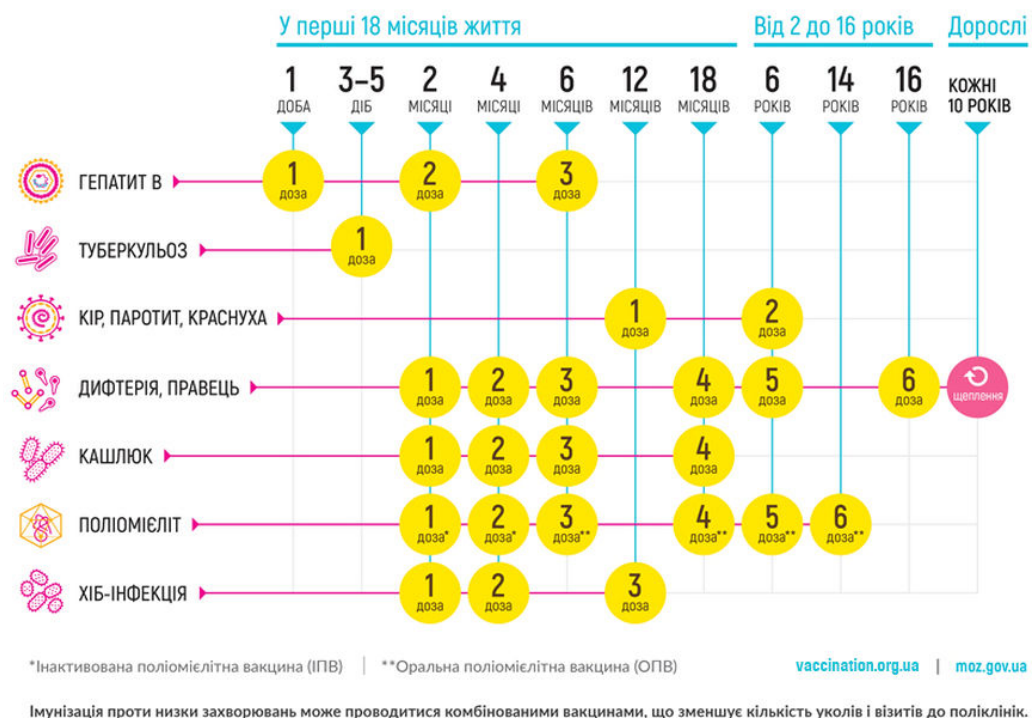 У перші 18 місяців життя
Від 2 до 16 років
Дорослі
1 ДОБА
3–5 ДІБ
2 МІСЯЦІ
4 МІСЯЦІ
6 МІСЯЦІВ
12 МІСЯЦІВ
18 МІСЯЦІВ
6 РОКІВ
14 РОКІВ
16 РОКІВ
КОЖНІ 10 РОКІВ
ГЕПАТИТ В
1 доза
2 доза
3 доза
ТУБЕРКУЛЬОЗ
1 доза
КІР, ПАРОТИТ, КРАСНУХА
1 доза
2 доза
ДИФТЕРІЯ, ПРАВЕЦЬ
1 доза
2 доза
3 доза
4 доза
5 доза
6 доза
щеплення
КАШЛЮК
1 доза
2 доза
3 доза
4 доза
ПОЛІОМІЄЛІТ
1 доза*
2 доза*
3 доза**
4 доза**
5 доза**
6 доза**
ХІБ-ІНФЕКЦІЯ
1 доза
2 доза
3 доза
*Інактивована поліомієлітна вакцина (ІПВ) | **Оральна поліомієлітна вакцина (ОПВ)
vaccination.org.ua | moz.gov.ua
Імунізація проти низки захворювань може проводитися комбінованими вакцинами, що зменшує кількість уколів і візитів до поліклінік.